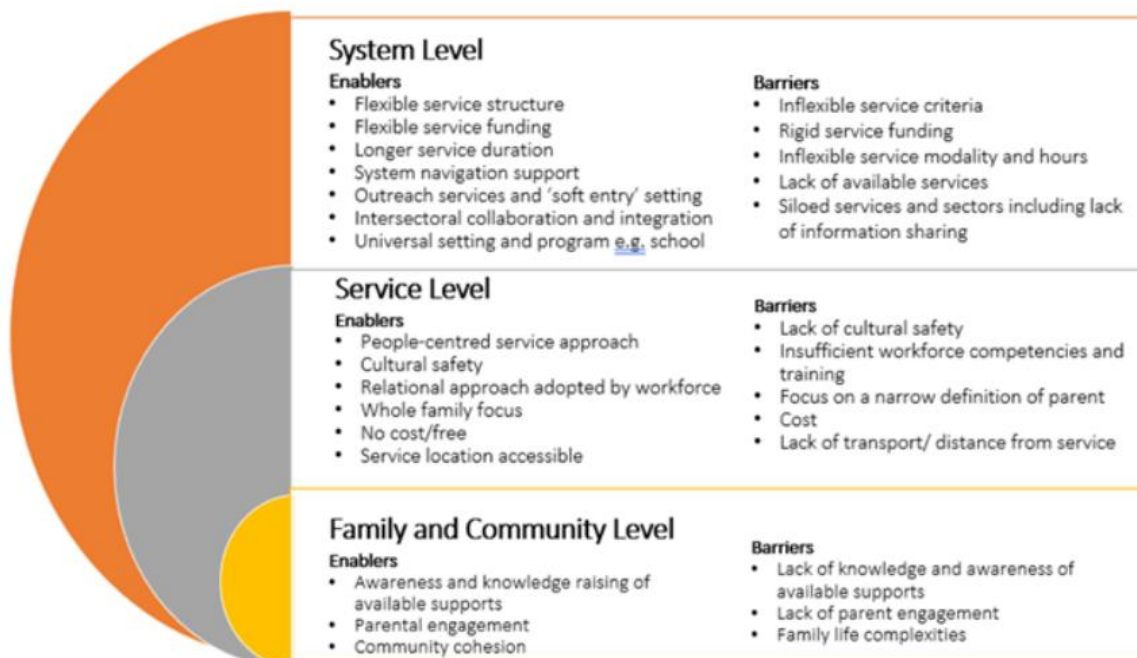 System Level
Enablers
• Flexible service structure
• Flexible service funding
• Longer service duration
• System navigation support
• Outreach services and ‘soft entry’ setting
• Intersectoral collaboration and integration
• Universal setting and program e.g. school
Barriers
• Inflexible service criteria
• Rigid service funding
• Inflexible service modality and hours
• Lack of available services
• Siloed services and sectors including lack
of information sharing
Service Level
Enablers
• People-centred service approach
• Cultural safety
• Relational approach adopted by workforce
• Whole family focus
• No cost/free
• Service location accessible
Barriers
• Lack of cultural safety
• Insufficient workforce competencies and
training
• Focus on a narrow definition of parent
• Cost
• Lack of transport/ distance from service
Family and Community Level
Enablers
• Awareness and knowledge raising of
available supports
• Parental engagement
• Community cohesion
Barriers
• Lack of knowledge and awareness of
available supports
• Lack of parent engagement
• Family life complexities